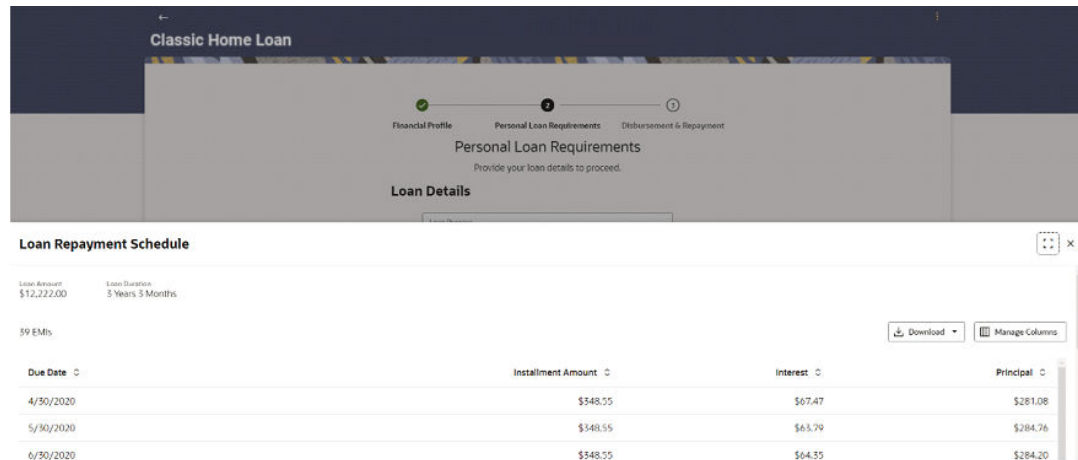 Classic Home Loan
2
3
Financial Profile Personal Loan Requirements Disbursement & Repayment
Personal Loan Requirements
Provide your loan details to proceed.
Loan Details
Loan Repayment Schedule
Loan Amount Loan Duration
$12,222.00 3 Years 3 Months
39 EMIs Download Manage Columns
Due Date Installment Amount Interest Principal
4/30/2020 $348.55 $67.47 $281.08
5/30/2020 $348.55 $63.79 $284.76
6/30/2020 $348.55 $64.35 $284.20